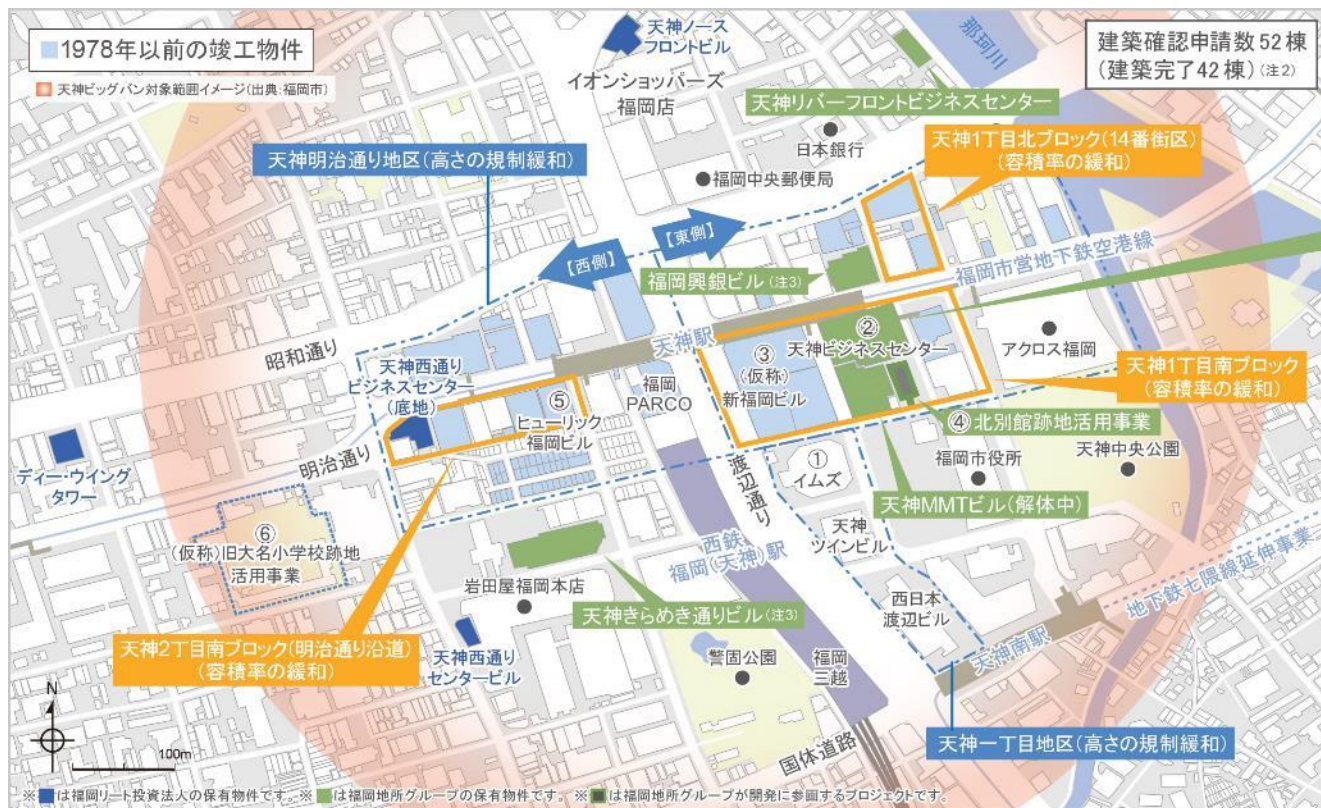 1978年以前の竣工物件
天神ビッグバン対象範囲イメージ(出典:福岡市)
建築確認申請数52棟
(建築完了42棟)(注2)
天神ノース
フロントビル
イオンショッパーズ
福岡店
那珂川
天神リバーフロントビジネスセンター
日本銀行
福岡中央郵便局
天神1丁目北ブロック(14番街区)
(容積率の緩和)
天神明治通り地区(高さの規制緩和)
【西側】
【東側】
福岡興銀ビル(注3)
福岡市営地下鉄空港線
昭和通り
天神駅
②
天神ビジネスセンター
アクロス福岡
天神西通り
ビジネスセンター
(底地)
⑤
ヒューリック
福岡ビル
福岡
PARCO
③
(仮称)
新福岡ビル
天神1丁目南ブロック
(容積率の緩和)
④北別館跡地活用事業
ディー・ウイング
タワー
明治通り
渡辺通り
①
イムズ
福岡市役所
天神中央公園
天神MMTビル(解体中)
⑥
(仮称)旧大名小学校跡地
活用事業
天神
ツインビル
西鉄
福岡(天神)駅
岩田屋福岡本店
天神きらめき通りビル(注3)
西日本
渡辺ビル
地下鉄七隈線延伸事業
天神南駅
天神2丁目南ブロック(明治通り沿道)
(容積率の緩和)
天神西通り
センタービル
警固公園
福岡
三越
N
100m
国体道路
天神一丁目地区(高さの規制緩和)
※■は福岡リート投資法人の保有物件です。※■は福岡地所グループの保有物件です。※■は福岡地所グループが開発に参画するプロジェクトです。